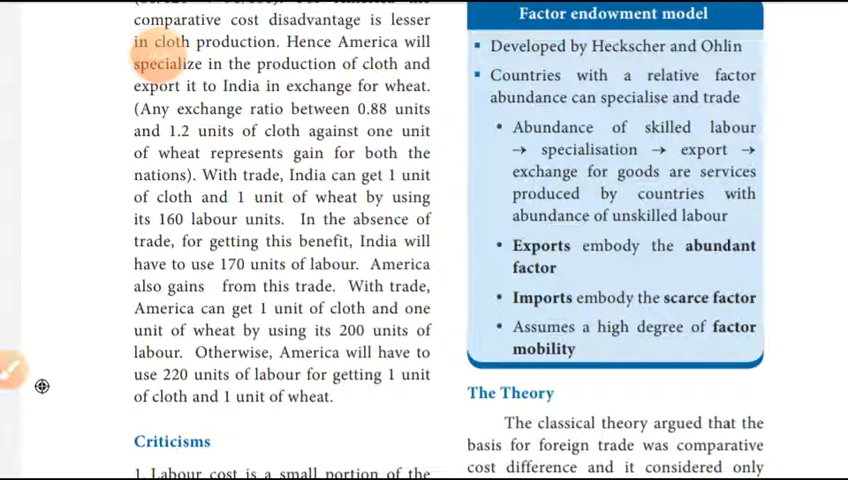 comparative cost disadvantage is lesser
in cloth production. Hence America will
specialize in the production of cloth and
export it to India in exchange for wheat.
(Any exchange ratio between 0.88 units
and 1.2 units of cloth against one unit
of wheat represents gain for both the
nations). With trade, India can get 1 unit
of cloth and 1 unit of wheat by using
its 160 labour units. In the absence of
trade, for getting this benefit, India will
have to use 170 units of labour. America
also gains from this trade. With trade,
America can get 1 unit of cloth and one
unit of wheat by using its 200 units of
labour. Otherwise, America will have to
use 220 units of labour for getting 1 unit
of cloth and 1 unit of wheat.
Criticisms
1. Labour cost is a small portion of the
Factor endowment model
▪ Developed by Heckscher and Ohlin
▪ Countries with a relative factor
abundance can specialise and trade
• Abundance of skilled labour
→ specialisation → export →
exchange for goods are services
produced by countries with
abundance of unskilled labour
• Exports embody the abundant
factor
• Imports embody the scarce factor
• Assumes a high degree of factor
mobility
The Theory
The classical theory argued that the
basis for foreign trade was comparative
cost difference and it considered only